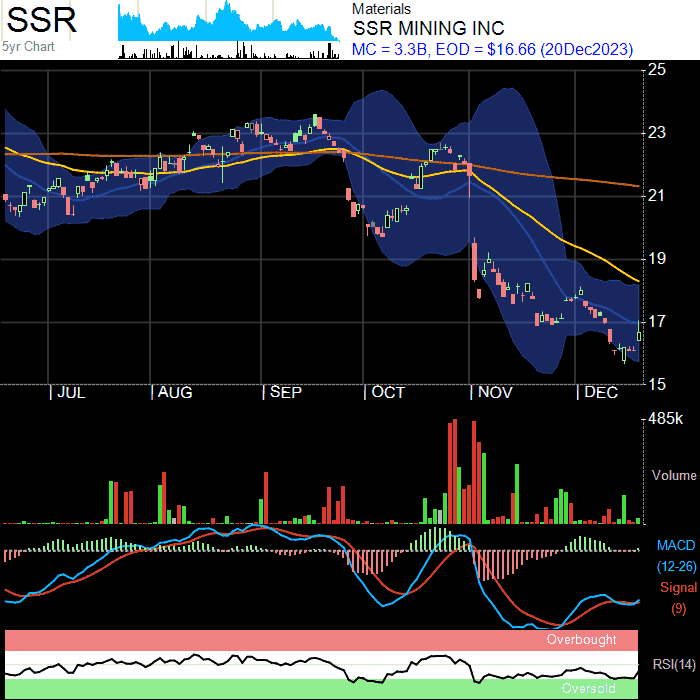 SSR
5yr Chart
Materials
SSR MINING INC
MC = 3.3B, EOD = $16.66 (20Dec2023)
25
23
21
19
17
15
| JUL | AUG | SEP | OCT | NOV | DEC
485k
Volume
MACD
(12-26)
Signal
(9)
Overbought
RSI(14)
Oversold